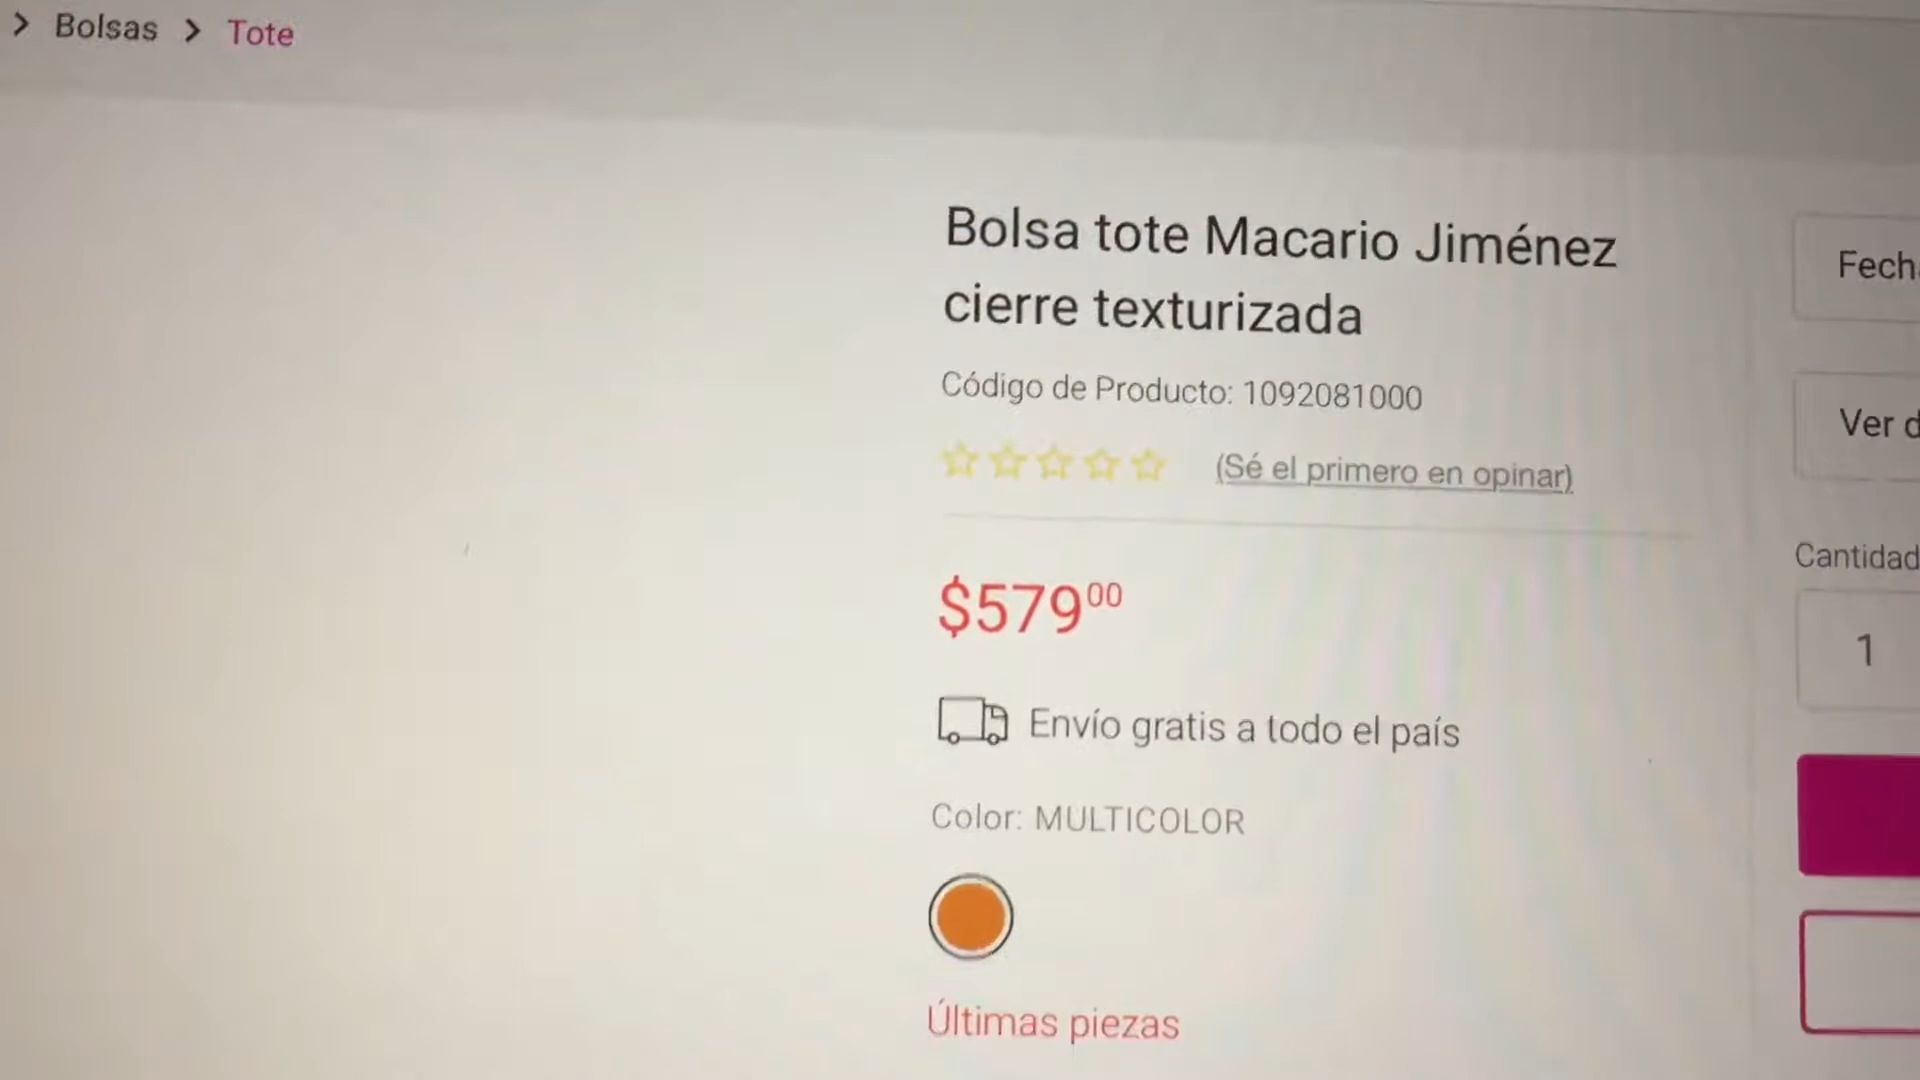 > Bolsas > Tote
Bolsa tote Macario Jiménez
cierre texturizada
Código de Producto: 1092081000
(Sé el primero en opinar)
$579⁰⁰
Envío gratis a todo el país
Color: MULTICOLOR
Últimas piezas
Fech
Ver d
Cantidad
1